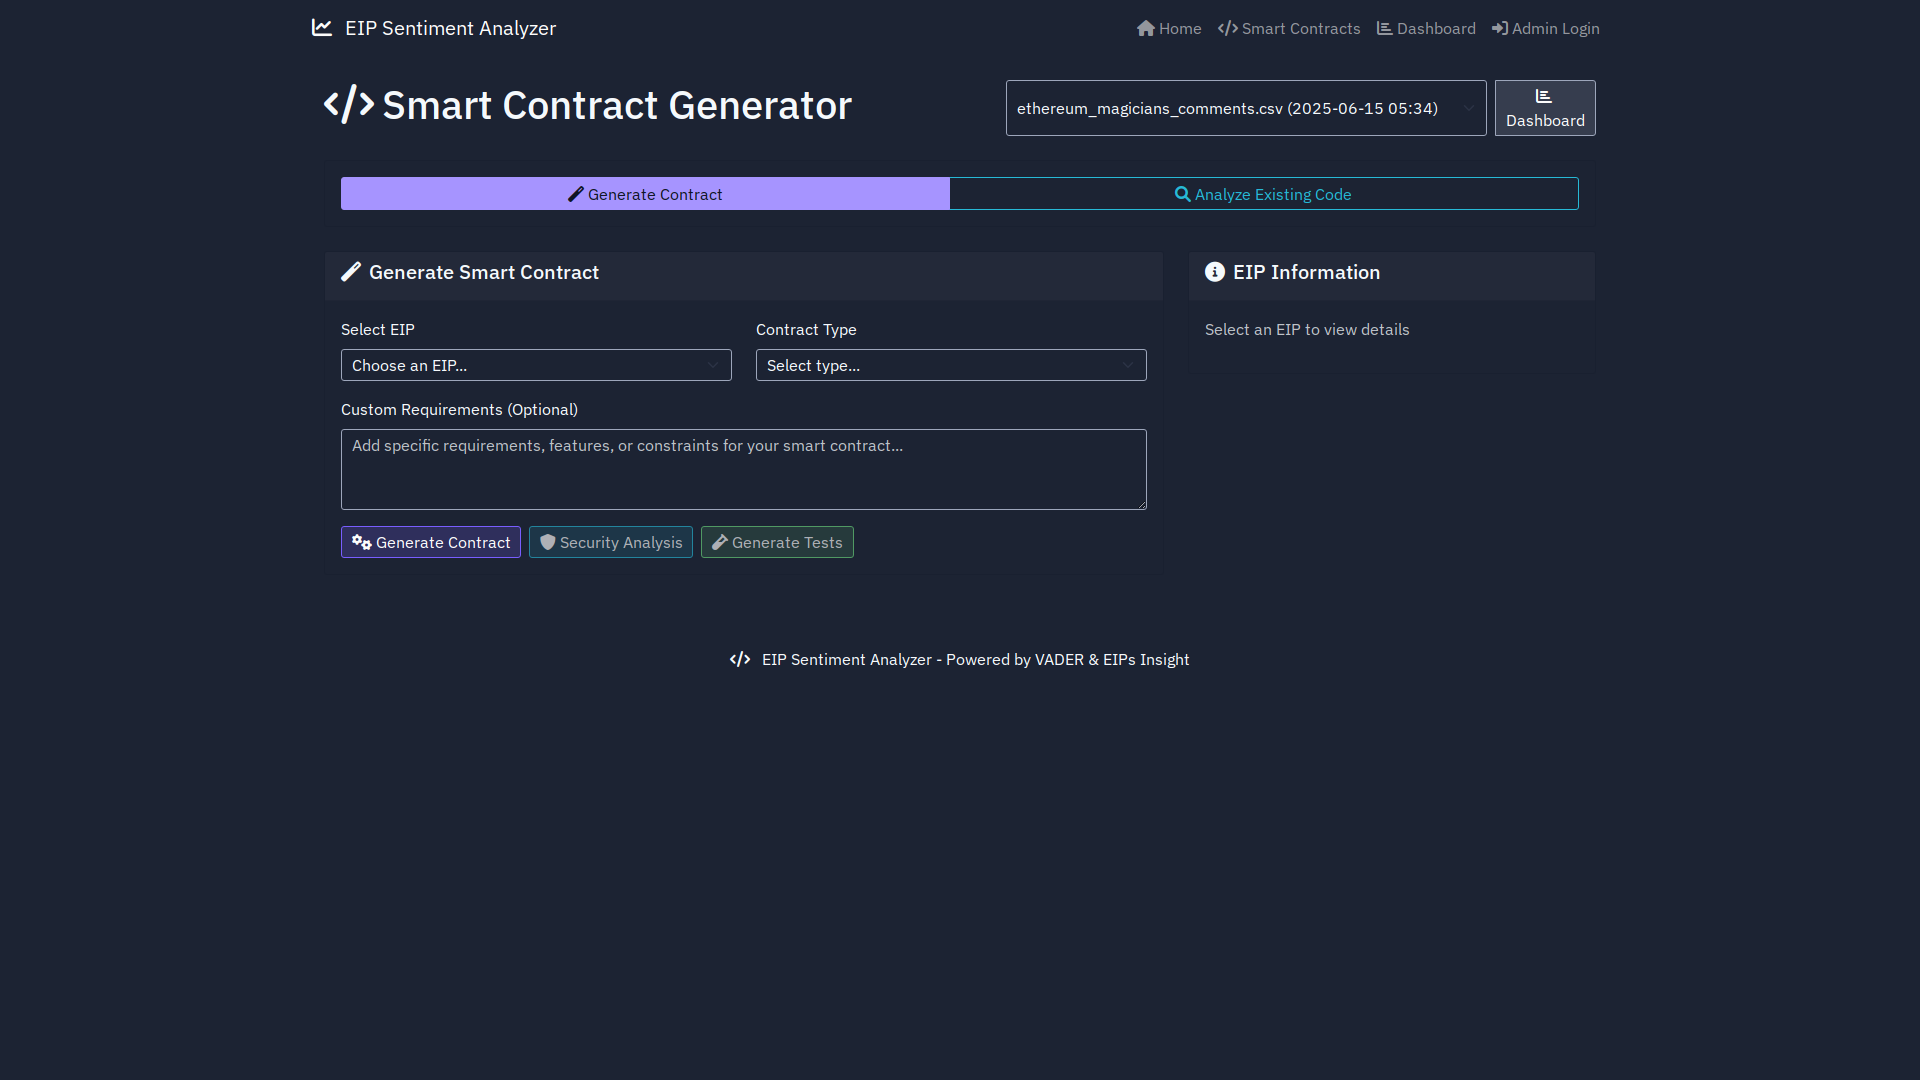 EIP Sentiment Analyzer
Home
Smart Contracts
Dashboard
Admin Login
Smart Contract Generator
ethereum_magicians_comments.csv (2025-06-15 05:34)
Dashboard
Generate Contract
Analyze Existing Code
Generate Smart Contract
Select EIP
Choose an EIP...
Contract Type
Select type...
Custom Requirements (Optional)
Add specific requirements, features, or constraints for your smart contract...
Generate Contract
Security Analysis
Generate Tests
EIP Information
Select an EIP to view details
EIP Sentiment Analyzer - Powered by VADER & EIPs Insight